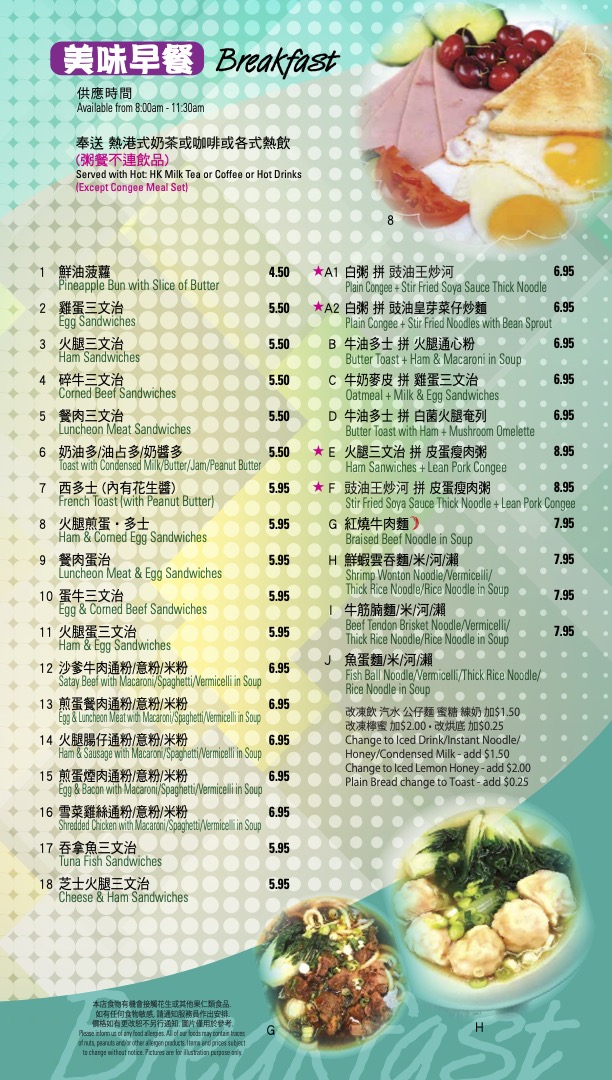 美味早餐 Breakfast
供應時間
Available from 8:00am - 11:30am
奉送 熱港式奶茶或咖啡或各式熱飲
(粥餐不連飲品)
Served with Hot: HK Milk Tea or Coffee or Hot Drinks
(Except Congee Meal Set)
8
1 鮮油菠蘿 4.50
Pineapple Bun with Slice of Butter
2 雞蛋三文治 5.50
Egg Sandwiches
3 火腿三文治 5.50
Ham Sandwiches
4 碎牛三文治 5.50
Corned Beef Sandwiches
5 餐肉三文治 5.50
Luncheon Meat Sandwiches
6 奶油多/油占多/奶醬多 5.50
Toast with Condensed Milk/Butter/Jam/Peanut Butter
7 西多士 (內有花生醬) 5.95
French Toast (with Peanut Butter)
8 火腿煎蛋·多士 5.95
Ham & Corned Egg Sandwiches
9 餐肉蛋治 5.95
Luncheon Meat & Egg Sandwiches
10 蛋牛三文治 5.95
Egg & Corned Beef Sandwiches
11 火腿蛋三文治 5.95
Ham & Egg Sandwiches
12 沙爹牛肉通粉/意粉/米粉 6.95
Satay Beef with Macaroni/Spaghetti/Vermicelli in Soup
13 煎蛋餐肉通粉/意粉/米粉 6.95
Egg & Luncheon Meat with Macaroni/Spaghetti/Vermicelli in Soup
14 火腿腸仔通粉/意粉/米粉 6.95
Ham & Sausage with Macaroni/Spaghetti/Vermicelli in Soup
15 煎蛋煙肉通粉/意粉/米粉 6.95
Egg & Bacon with Macaroni/Spaghetti/Vermicelli in Soup
16 雪菜雞絲通粉/意粉/米粉 6.95
Shredded Chicken with Macaroni/Spaghetti/Vermicelli in Soup
17 吞拿魚三文治 5.95
Tuna Fish Sandwiches
18 芝士火腿三文治 5.95
Cheese & Ham Sandwiches
★A1 白粥 拼 豉油王炒河 6.95
Plain Congee + Stir Fried Soya Sauce Thick Noodle
★A2 白粥 拼 豉油皇芽菜仔炒麵 6.95
Plain Congee + Stir Fried Noodles with Bean Sprout
B 牛油多士 拼 火腿通心粉 6.95
Butter Toast + Ham & Macaroni in Soup
C 牛奶麥皮 拼 雞蛋三文治 6.95
Oatmeal + Milk & Egg Sandwiches
D 牛油多士 拼 白菌火腿奄列 6.95
Butter Toast with Ham + Mushroom Omelette
★ E 火腿三文治 拼 皮蛋瘦肉粥 8.95
Ham Sanwiches + Lean Pork Congee
★ F 豉油王炒河 拼 皮蛋瘦肉粥 8.95
Stir Fried Soya Sauce Thick Noodle + Lean Pork Congee
G 紅燒牛肉麵 7.95
Braised Beef Noodle in Soup
H 鮮蝦雲吞麵/米/河/瀨 7.95
Shrimp Wonton Noodle/Vermicelli/
Thick Rice Noodle/Rice Noodle in Soup
7.95
I 牛筋腩麵/米/河/瀨
Beef Tendon Brisket Noodle/Vermicelli/
Thick Rice Noodle/Rice Noodle in Soup
7.95
J 魚蛋麵/米/河/瀨
Fish Ball Noodle/Vermicelli/Thick Rice Noodle/
Rice Noodle in Soup
改凍飲 汽水 公仔麵 蜜糖 練奶 加$1.50
改凍檸蜜 加$2.00·改烘底 加$0.25
Change to Iced Drink/Instant Noodle/
Honey/Condensed Milk - add $1.50
Change to Iced Lemon Honey - add $2.00
Plain Bread change to Toast - add $0.25
本店食物有機會接觸花生或其他果仁類食品.
如有任何食物敏感, 請通知服務員作出安排.
價格如有更改恕不另行通知. 圖片僅用於參考.
Please inform us of any food allergies. All of our foods may contain traces
of nuts, peanuts and/or other allergen products. Items and prices subject
to change without notice. Pictures are for illustration purpose only.
G
H
Breakfast